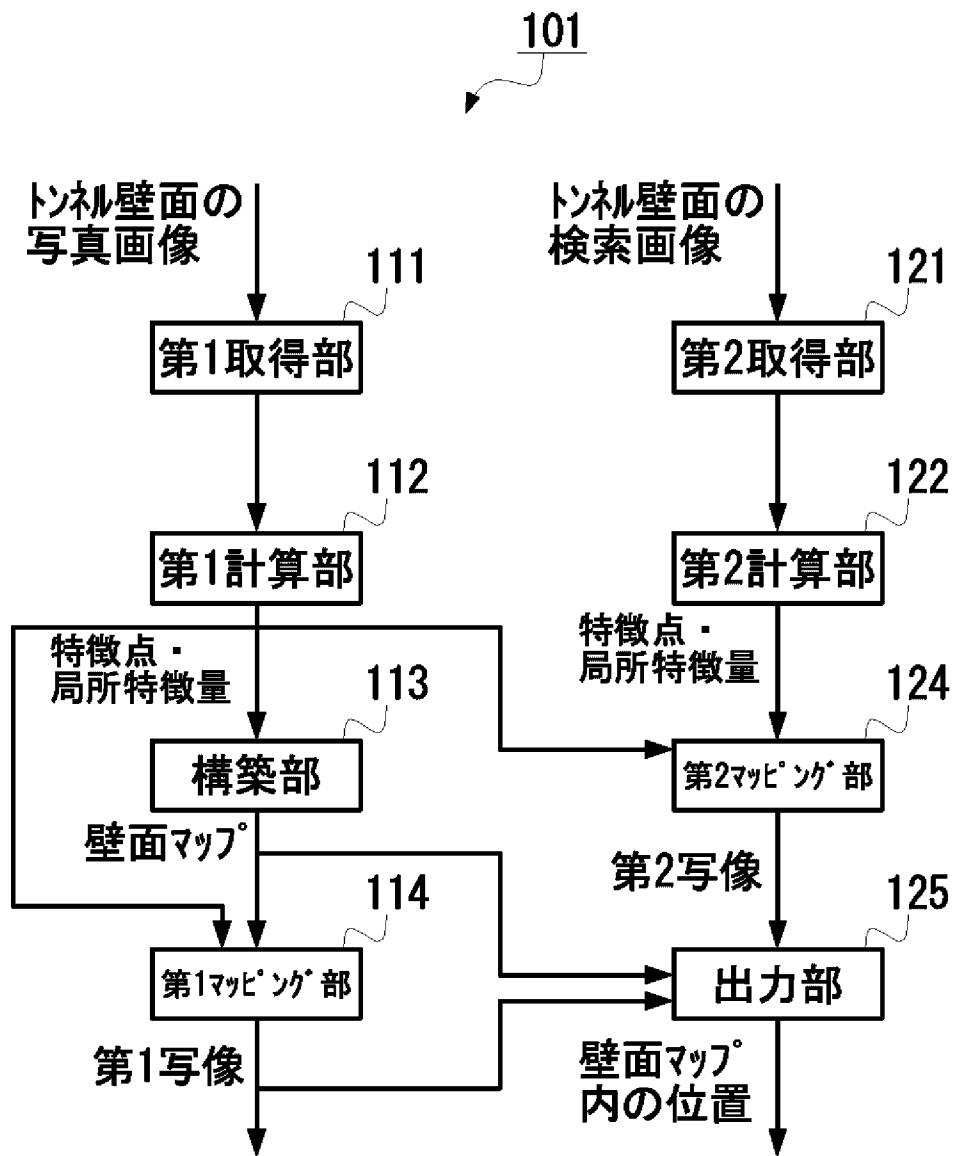 101
トンネル壁面の
写真画像
111
第1取得部
112
第1計算部
特徴点・
局所特徴量
113
構築部
壁面マップ
114
第1マッピング部
第1写像
トンネル壁面の
検索画像
121
第2取得部
122
第2計算部
特徴点・
局所特徴量
124
第2マッピング部
第2写像
125
出力部
壁面マップ
内の位置